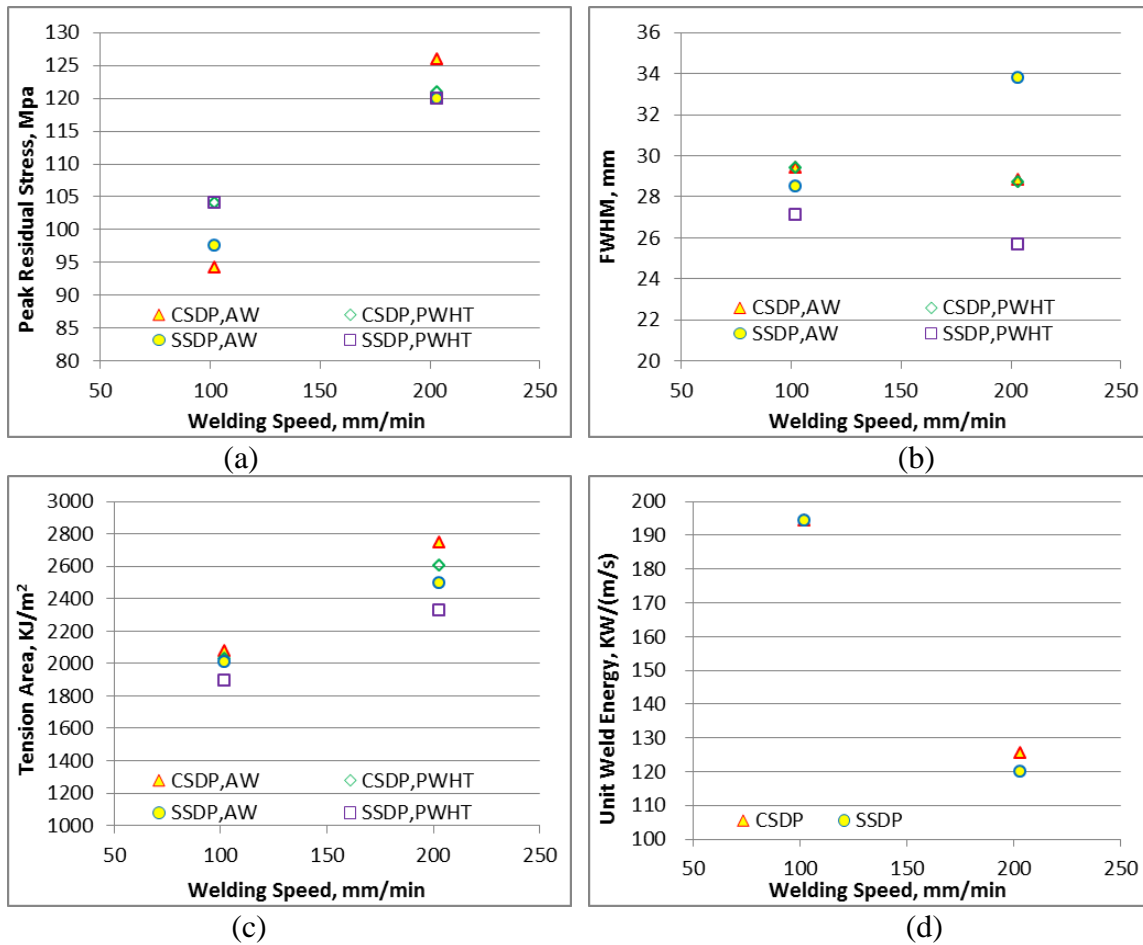 Peak Residual Stress, Mpa
130
125
120
115
110
105
100
95
90
85
80
CSDP,AW CSDP,PWHT
SSDP,AW SSDP,PWHT
50 100 150 200 250
Welding Speed, mm/min
(a)
FWHM, mm
36
34
32
30
28
26
24
22
20
CSDP,AW CSDP,PWHT
SSDP,AW SSDP,PWHT
50 100 150 200 250
Welding Speed, mm/min
(b)
Tension Area, KJ/m²
3000
2800
2600
2400
2200
2000
1800
1600
1400
1200
1000
CSDP,AW CSDP,PWHT
SSDP,AW SSDP,PWHT
50 100 150 200 250
Welding Speed, mm/min
(c)
Unit Weld Energy, KW/(m/s)
200
190
180
170
160
150
140
130
120
110
100
CSDP SSDP
50 100 150 200 250
Welding Speed, mm/min
(d)